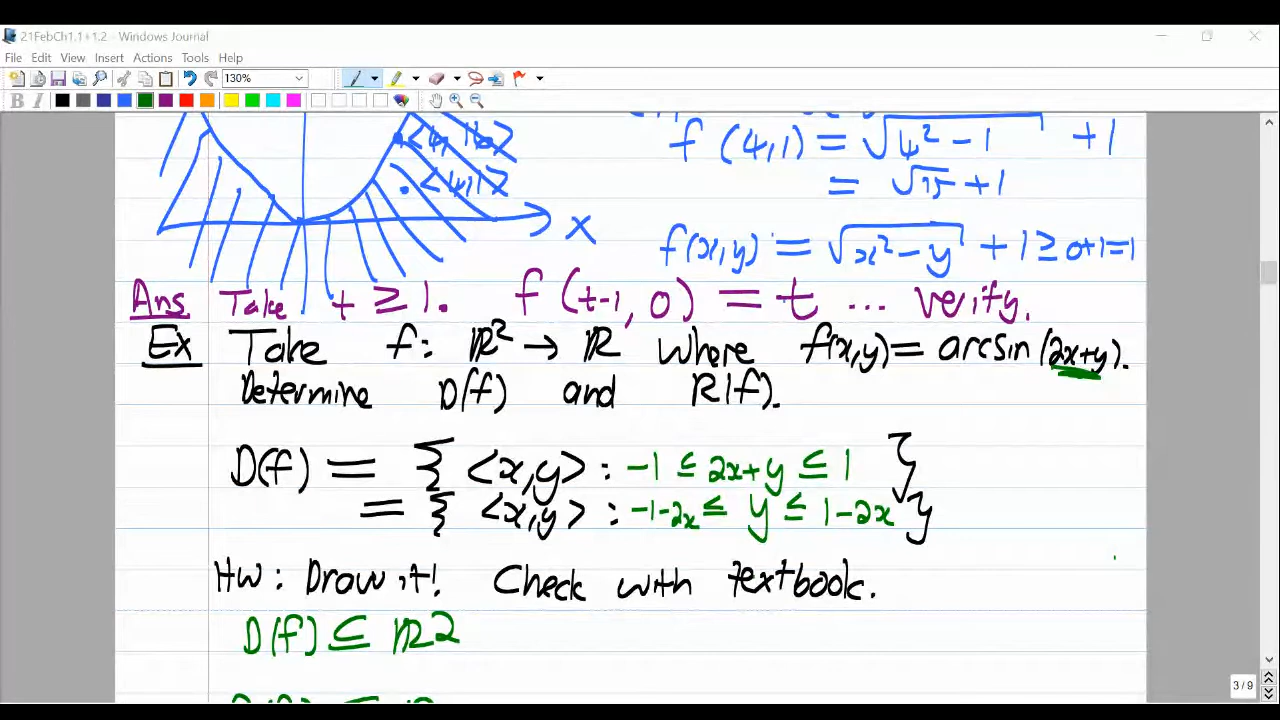 21FebCh1.1+1.2 - Windows Journal
File Edit View Insert Actions Tools Help
130%
B I
f (4,1) = √4² - 1 + 1
= √15 + 1
x
f(x,y) = √x² - y + 1 ≥ 0+1=1
Ans Take t ≥ 1. f (t-1, 0) = t ... verify.
Ex Take f: ℝ² → ℝ where f(x,y) = arcsin (2x+y).
Determine D(f) and R(f).
D(f) = { <x,y> : -1 ≤ 2x+y ≤ 1 }
= { <x,y> : -1-2x ≤ y ≤ 1-2x }
HW: Draw it! Check with textbook.
D(f) ⊆ ℝ2
3 / 9